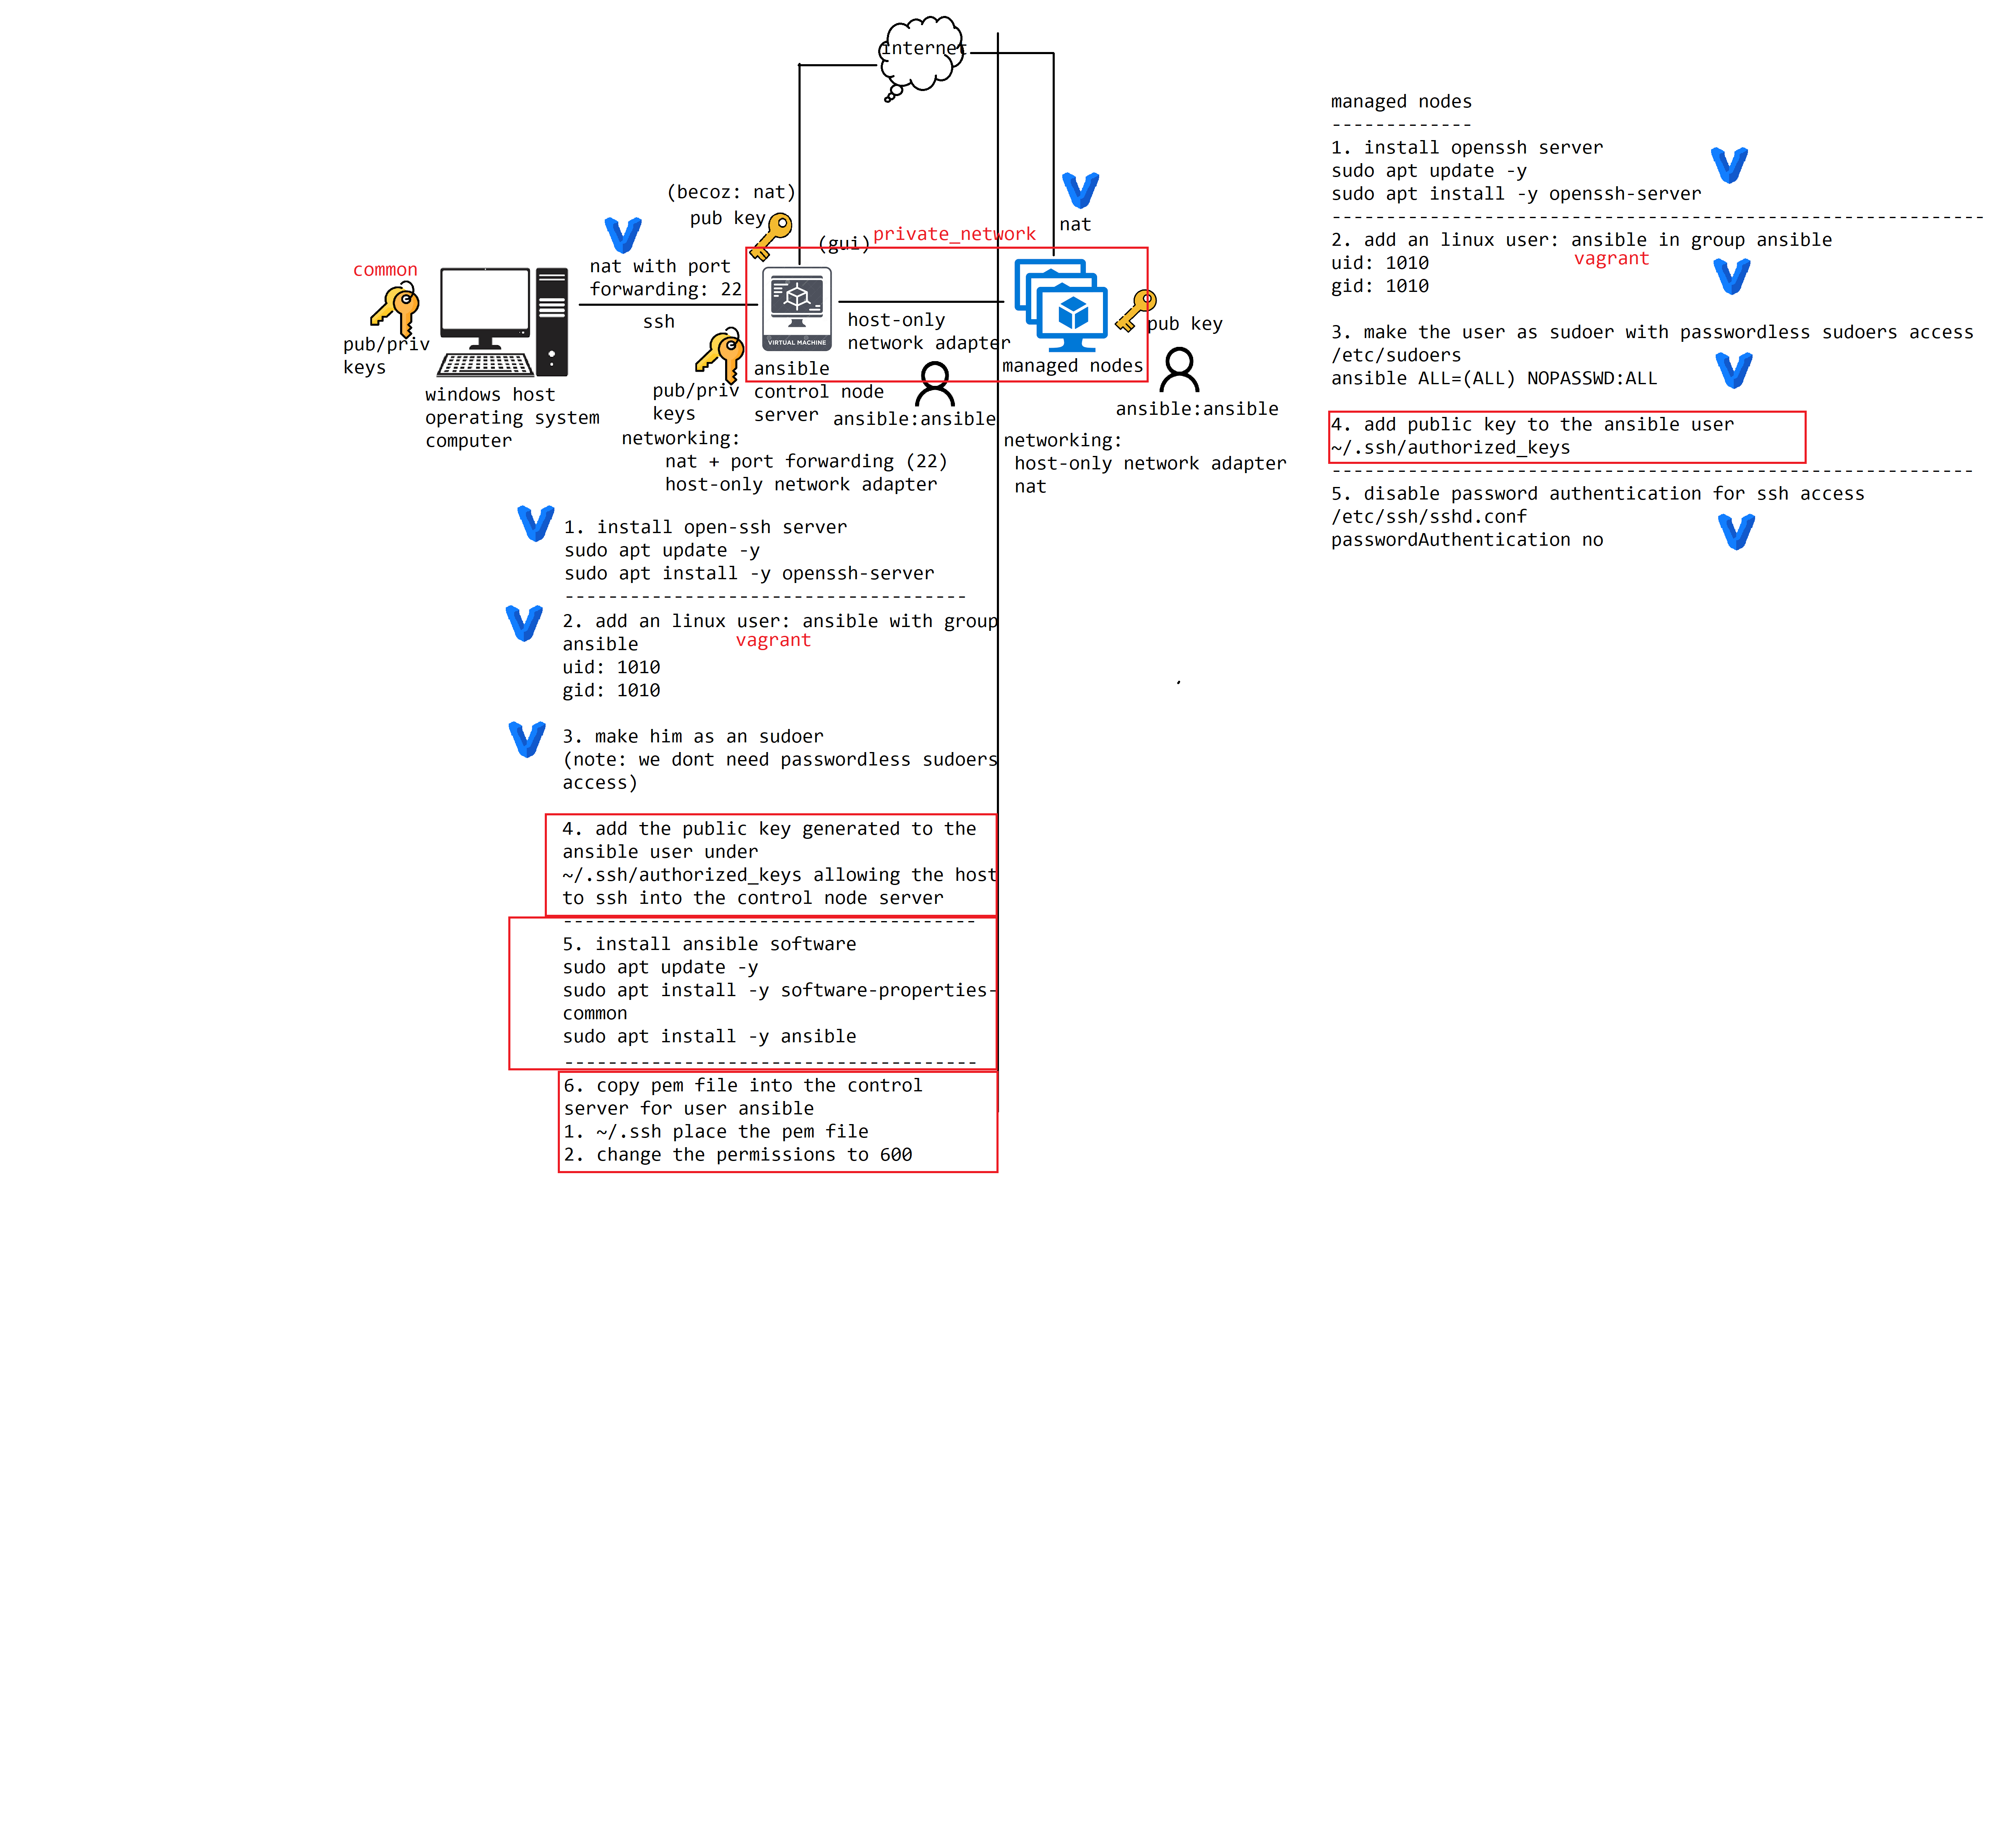 internet
(becoz: nat)
pub key
(gui)
private_network
nat
common
nat with port
forwarding: 22
ssh
pub/priv
keys
windows host
operating system
computer
pub/priv
keys
VIRTUAL MACHINE
ansible
control node
server
host-only
network adapter
ansible:ansible
managed nodes
pub key
ansible:ansible
networking:
nat + port forwarding (22)
host-only network adapter
networking:
host-only network adapter
nat
1. install open-ssh server
sudo apt update -y
sudo apt install -y openssh-server
-------------------------------------
2. add an linux user: ansible with group
ansible
vagrant
uid: 1010
gid: 1010
3. make him as an sudoer
(note: we dont need passwordless sudoers
access)
4. add the public key generated to the
ansible user under
~/.ssh/authorized_keys allowing the host
to ssh into the control node server
--------------------------------------
5. install ansible software
sudo apt update -y
sudo apt install -y software-properties-
common
sudo apt install -y ansible
--------------------------------------
6. copy pem file into the control
server for user ansible
1. ~/.ssh place the pem file
2. change the permissions to 600
managed nodes
-------------
1. install openssh server
sudo apt update -y
sudo apt install -y openssh-server
------------------------------------------------------------
2. add an linux user: ansible in group ansible
vagrant
uid: 1010
gid: 1010
3. make the user as sudoer with passwordless sudoers access
/etc/sudoers
ansible ALL=(ALL) NOPASSWD:ALL
4. add public key to the ansible user
~/.ssh/authorized_keys
-----------------------------------------------------------
5. disable password authentication for ssh access
/etc/ssh/sshd.conf
passwordAuthentication no